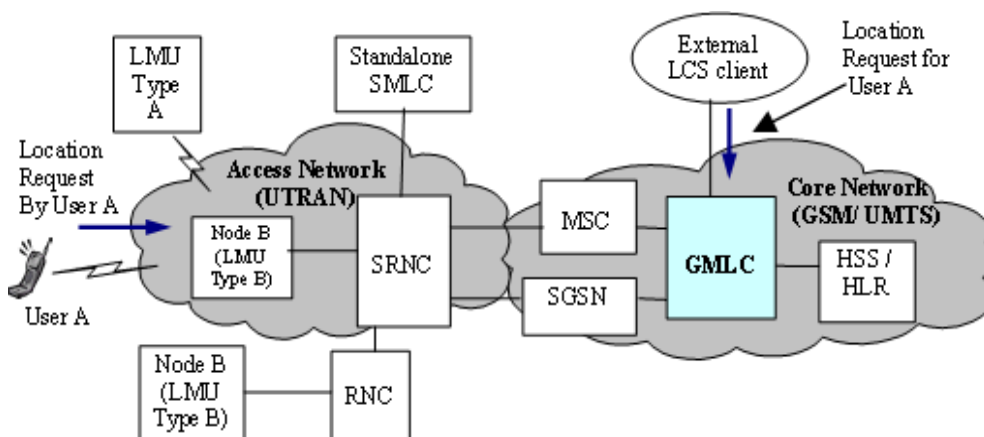 LMU
Type
A
Standalone
SMLC
External
LCS client
Location
Request for
User A
Location
Request
By User A
Access Network
(UTRAN)
Core Network
(GSM/ UMTS)
Node B
(LMU
Type B)
SRNC
MSC
SGSN
GMLC
HSS /
HLR
User A
Node B
(LMU
Type B)
RNC